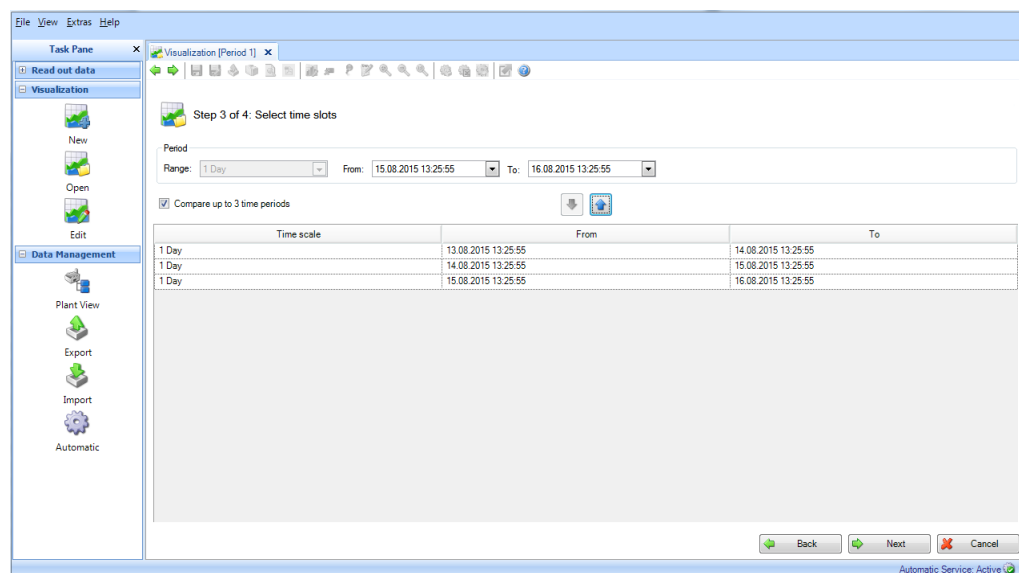 File View Extras Help
Task Pane
Visualization [Period 1]
Read out data
Visualization
New
Open
Edit
Data Management
Plant View
Export
Import
Automatic
Step 3 of 4: Select time slots
Period
Range: 1 Day From: 15.08.2015 13:25:55 To: 16.08.2015 13:25:55
Compare up to 3 time periods
Time scale From To
1 Day 13.08.2015 13:25:55 14.08.2015 13:25:55
1 Day 14.08.2015 13:25:55 15.08.2015 13:25:55
1 Day 15.08.2015 13:25:55 16.08.2015 13:25:55
Back Next Cancel
Automatic Service: Active